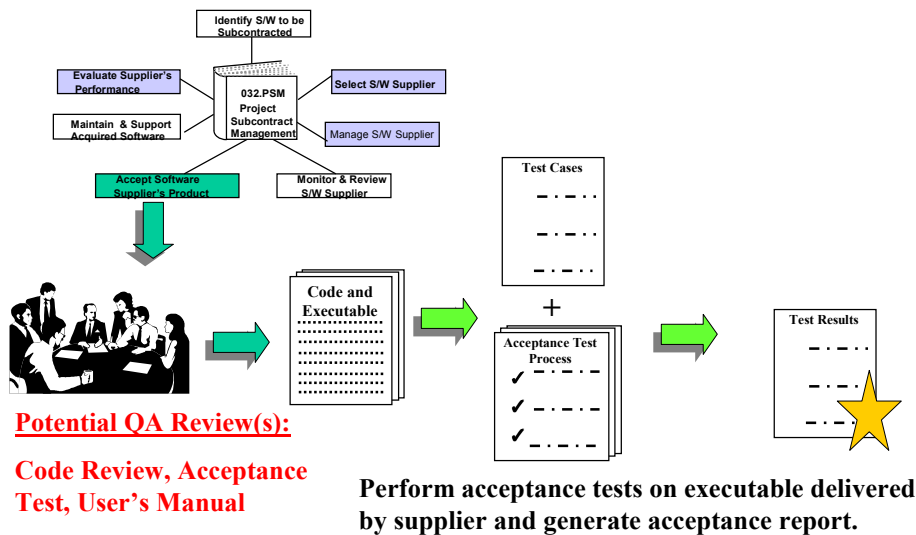 Identify S/W to be
Subcontracted
Evaluate Supplier's
Performance
032.PSM
Project
Subcontract
Management
Select S/W Supplier
Maintain & Support
Acquired Software
Manage S/W Supplier
Accept Software
Supplier's Product
Monitor & Review
S/W Supplier
Test Cases
Code and
Executable
+
Acceptance Test
Process
Test Results
Potential QA Review(s):
Code Review, Acceptance
Test, User's Manual
Perform acceptance tests on executable delivered
by supplier and generate acceptance report.